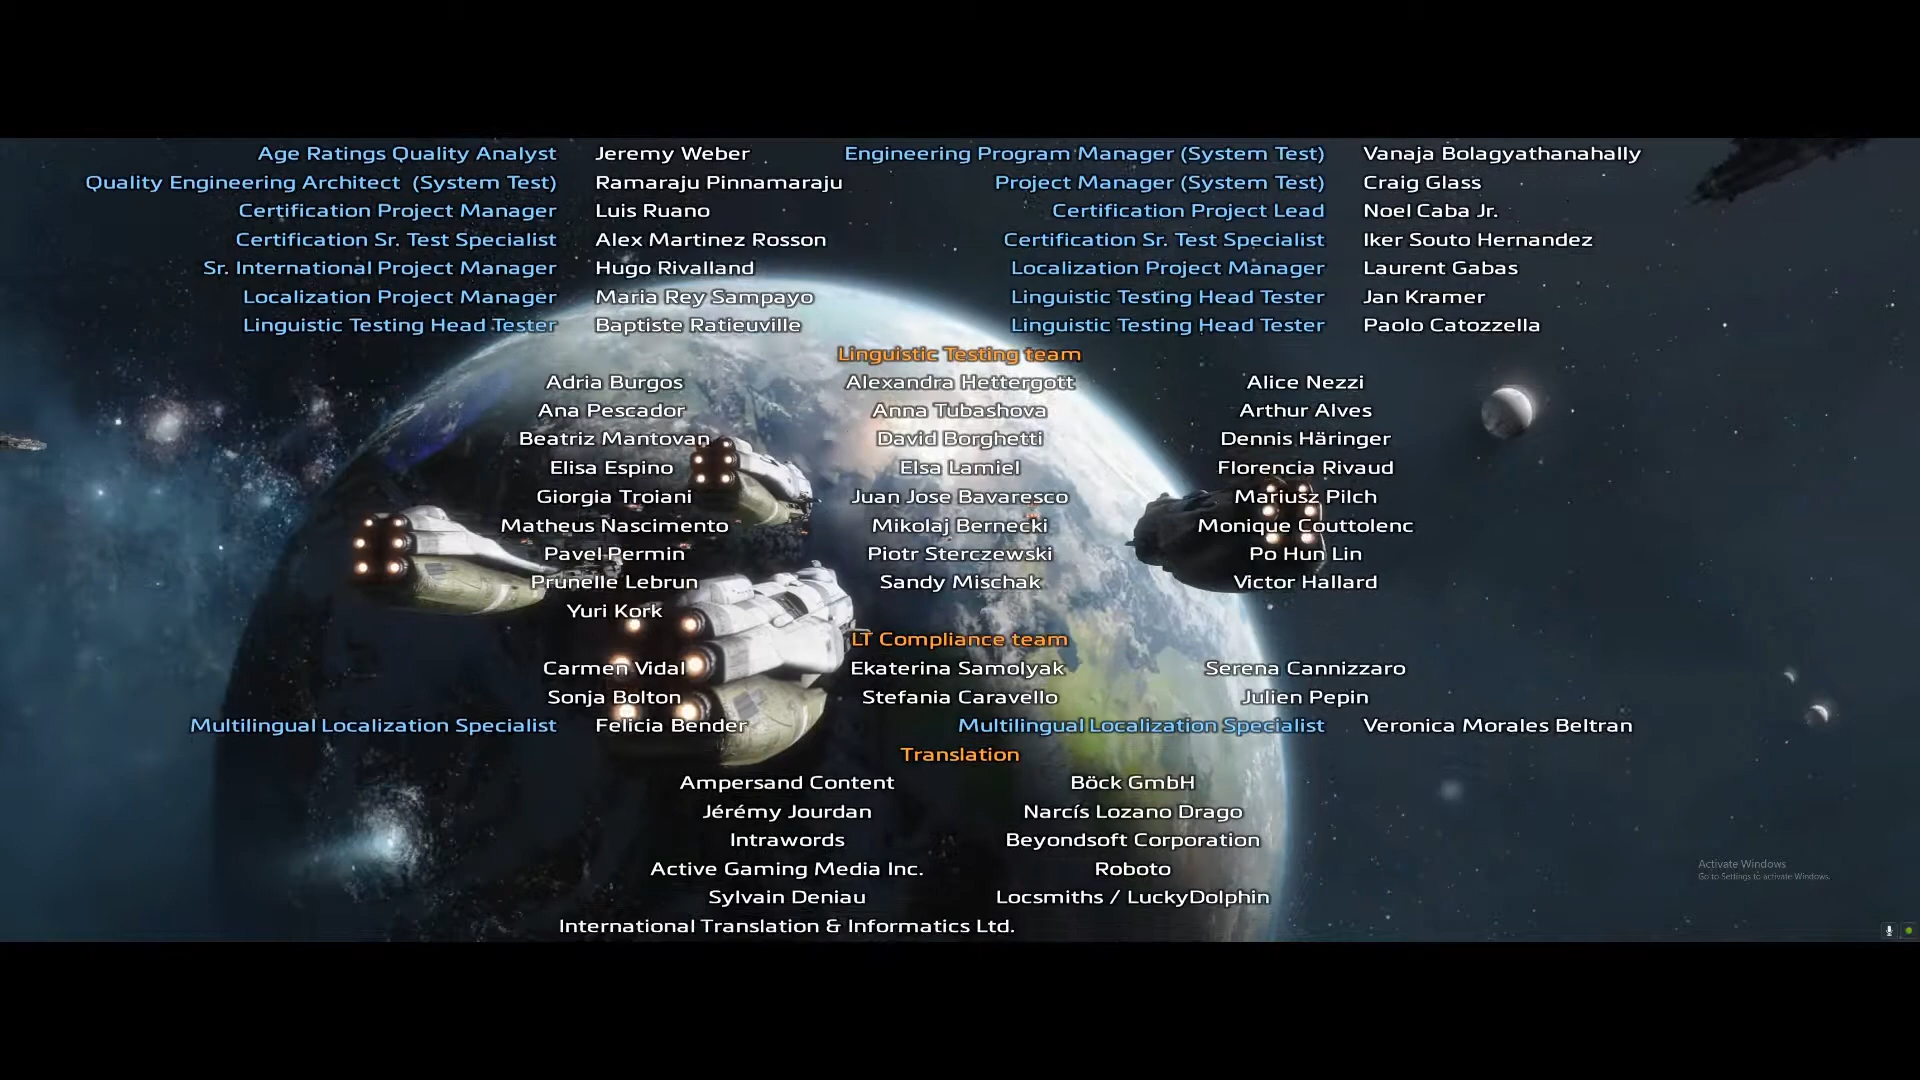 Age Ratings Quality Analyst Jeremy Weber Engineering Program Manager (System Test) Vanaja Bolagyathanahally
Quality Engineering Architect (System Test) Ramaraju Pinnamaraju Project Manager (System Test) Craig Glass
Certification Project Manager Luis Ruano Certification Project Lead Noel Caba Jr.
Certification Sr. Test Specialist Alex Martinez Rosson Certification Sr. Test Specialist Iker Souto Hernandez
Sr. International Project Manager Hugo Rivalland Localization Project Manager Laurent Gabas
Localization Project Manager Maria Rey Sampayo Linguistic Testing Head Tester Jan Kramer
Linguistic Testing Head Tester Baptiste Ratieuville Linguistic Testing Head Tester Paolo Catozzella
Linguistic Testing team
Adria Burgos Alexandra Hettergott Alice Nezzi
Ana Pescador Anna Tubashova Arthur Alves
Beatriz Mantovan David Borghetti Dennis Häringer
Elisa Espino Elsa Lamiel Florencia Rivaud
Giorgia Troiani Juan Jose Bavaresco Mariusz Pilch
Matheus Nascimento Mikolaj Bernecki Monique Couttolenc
Pavel Permin Piotr Sterczewski Po Hun Lin
Prunelle Lebrun Sandy Mischak Victor Hallard
Yuri Kork
LT Compliance team
Carmen Vidal Ekaterina Samolyak Serena Cannizzaro
Sonja Bolton Stefania Caravello Julien Pepin
Multilingual Localization Specialist Felicia Bender Multilingual Localization Specialist Veronica Morales Beltran
Translation
Ampersand Content Böck GmbH
Jérémy Jourdan Narcís Lozano Drago
Intrawords Beyondsoft Corporation
Active Gaming Media Inc. Roboto
Sylvain Deniau Locsmiths / LuckyDolphin
International Translation & Informatics Ltd.
Activate Windows
Go to Settings to activate Windows.